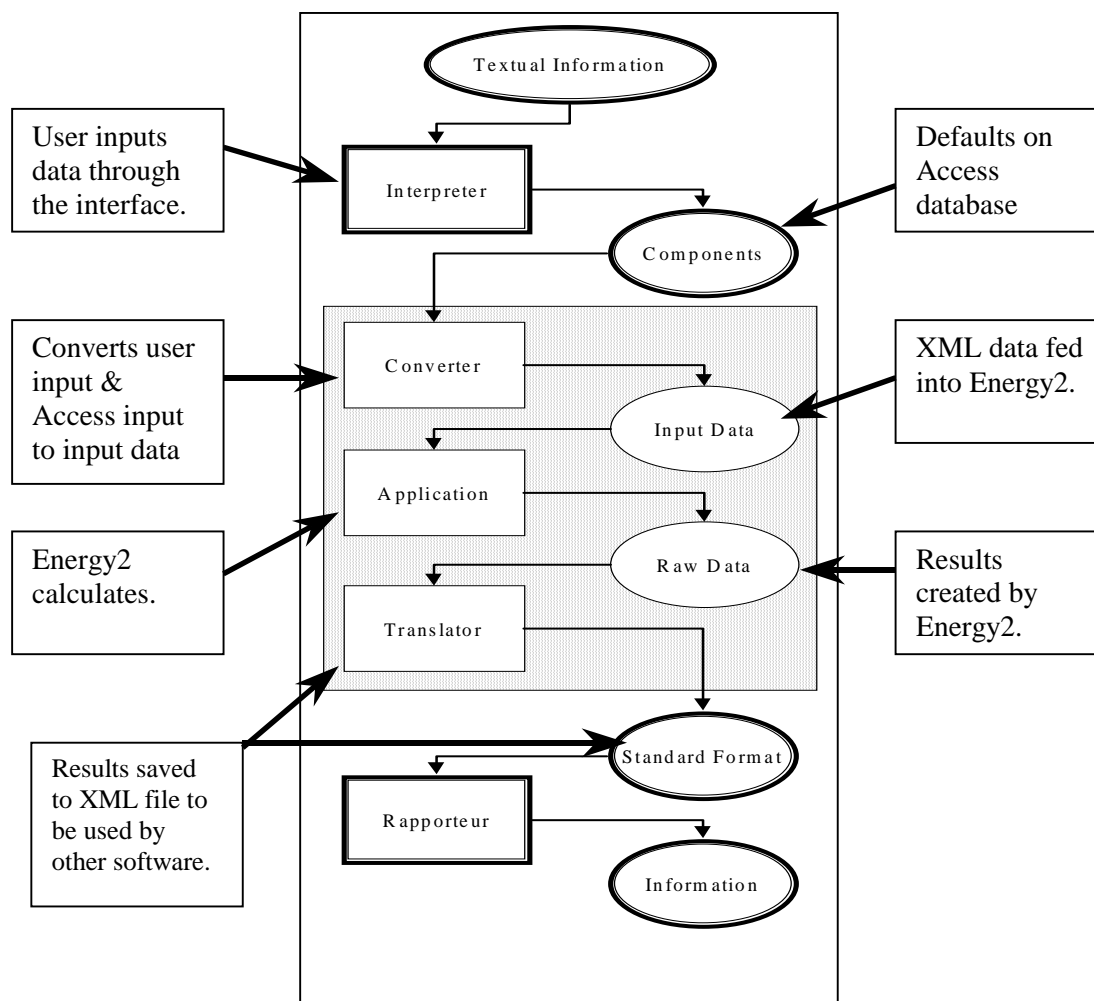 Textual Information
User inputs
data through
the interface.
Interpreter
Defaults on
Access
database
Components
Converts user
input &
Access input
to input data
Converter
XML data fed
into Energy2.
Input Data
Application
Energy2
calculates.
Raw Data
Results
created by
Energy2.
Translator
Results saved
to XML file to
be used by
other software.
Standard Format
Rapporteur
Information